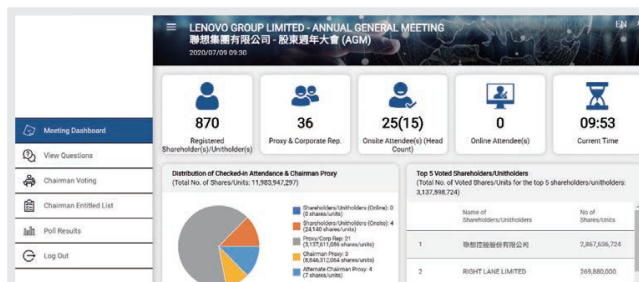 LENOVO GROUP LIMITED - ANNUAL GENERAL MEETING
聯想集團有限公司 - 股東週年大會 (AGM)
2020/07/09 09:30
EN
870
Registered
Shareholder(s)/Unitholder(s)
36
Proxy & Corporate Rep.
25(15)
Onsite Attendee(s) (Head
Count)
0
Online Attendee(s)
09:53
Current Time
Meeting Dashboard
View Questions
Chairman Voting
Chairman Entitled List
Poll Results
Log Out
Distribution of Checked-in Attendance & Chairman Proxy
(Total No. of Shares/Units: 11,983,947,297)
Shareholders/Unitholders (Online): 0
(0 shares/units)
Shareholders/Unitholders (Onsite): 4
(24,140 shares/units)
Proxy/Corp Rep: 21
(3,137,611,086 shares/units)
Chairman Proxy: 3
(8,846,312,064 shares/units)
Alternate Chairman Proxy: 4
(7 shares/units)
Top 5 Voted Shareholders/Unitholders
(Total No. of Voted Shares/Units for the top 5 shareholders/unitholders:
3,137,598,724)
Name of
Shareholders/Unitholders
No of
Shares/Units
1 聯想控股股份有限公司 2,867,636,724
2 RIGHT LANE LIMITED 269,880,000